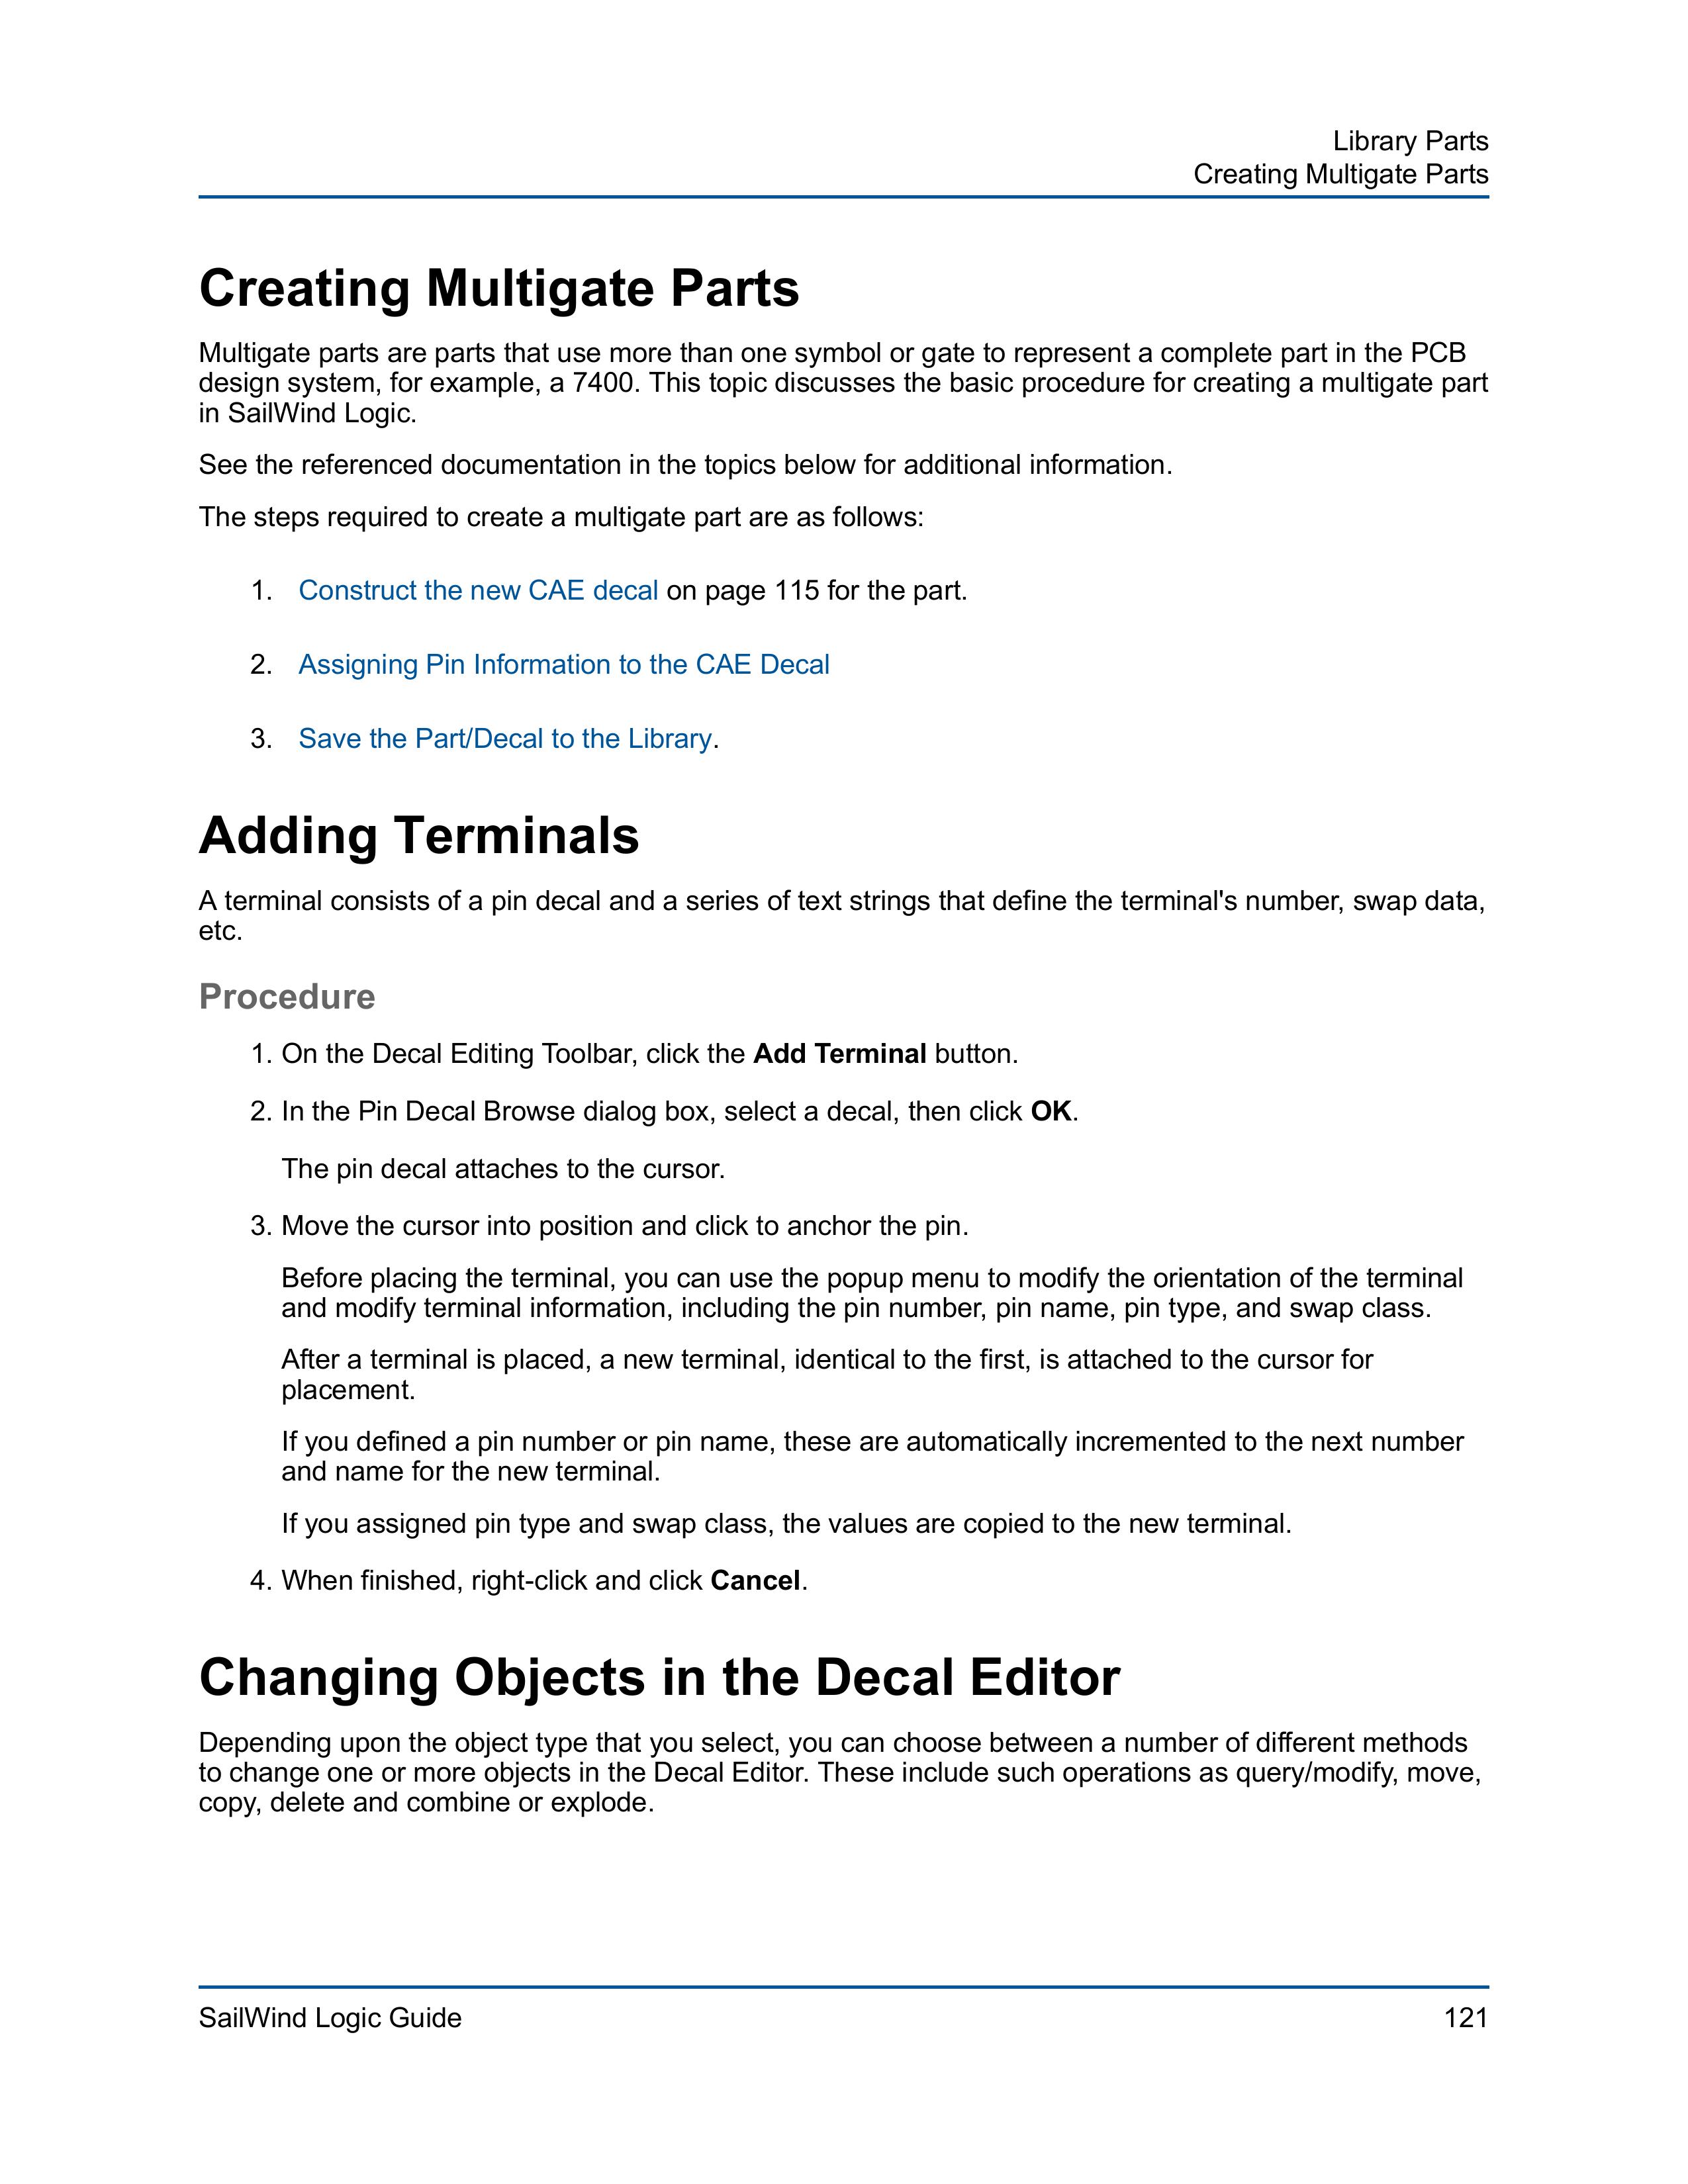 Library Parts
Creating Multigate Parts
Creating Multigate Parts
Multigate parts are parts that use more than one symbol or gate to represent a complete part in the PCB
design system, for example, a 7400. This topic discusses the basic procedure for creating a multigate part
in SailWind Logic.
See the referenced documentation in the topics below for additional information.
The steps required to create a multigate part are as follows:
1. Construct the new CAE decal on page 115 for the part.
2. Assigning Pin Information to the CAE Decal
3. Save the Part/Decal to the Library.
Adding Terminals
A terminal consists of a pin decal and a series of text strings that define the terminal's number, swap data,
etc.
Procedure
1. On the Decal Editing Toolbar, click the Add Terminal button.
2. In the Pin Decal Browse dialog box, select a decal, then click OK.
The pin decal attaches to the cursor.
3. Move the cursor into position and click to anchor the pin.
Before placing the terminal, you can use the popup menu to modify the orientation of the terminal
and modify terminal information, including the pin number, pin name, pin type, and swap class.
After a terminal is placed, a new terminal, identical to the first, is attached to the cursor for
placement.
If you defined a pin number or pin name, these are automatically incremented to the next number
and name for the new terminal.
If you assigned pin type and swap class, the values are copied to the new terminal.
4. When finished, right-click and click Cancel.
Changing Objects in the Decal Editor
Depending upon the object type that you select, you can choose between a number of different methods
to change one or more objects in the Decal Editor. These include such operations as query/modify, move,
copy, delete and combine or explode.
SailWind Logic Guide
121